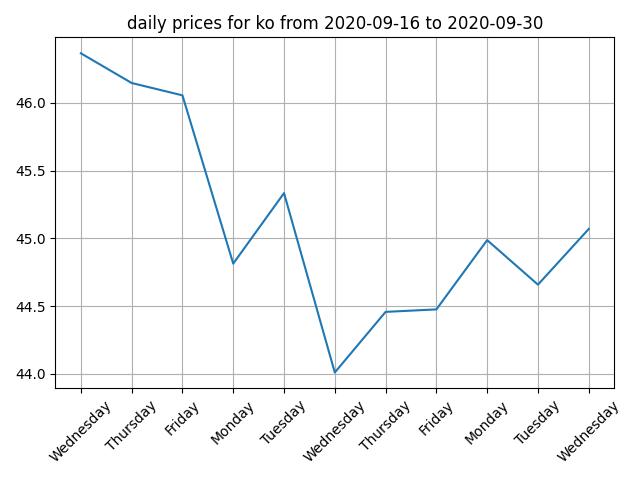 daily prices for ko from 2020-09-16 to 2020-09-30
46.0
45.5
45.0
44.5
44.0
Wednesday
Thursday
Friday
Monday
Tuesday
Wednesday
Thursday
Friday
Monday
Tuesday
Wednesday